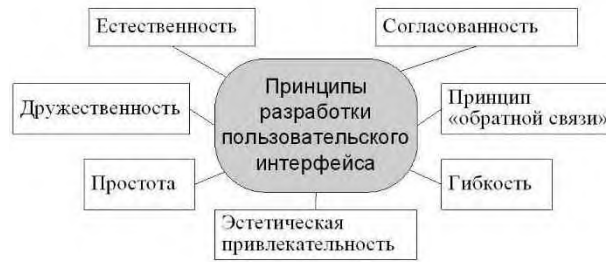 Естественность
Согласованность
Дружественность
Принципы
разработки
пользовательского
интерфейса
Принцип
«обратной связи»
Простота
Гибкость
Эстетическая
привлекательность